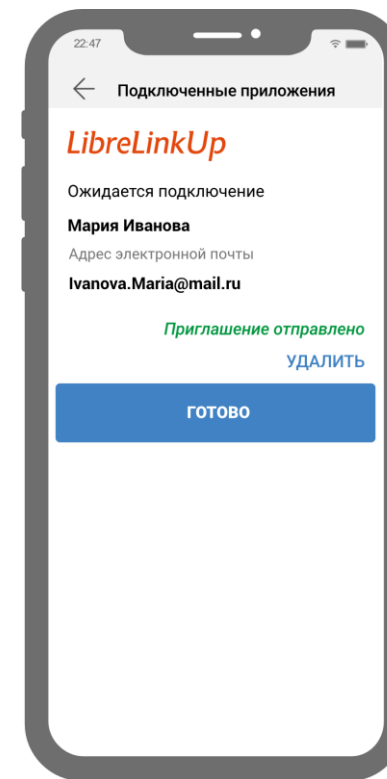 22:47
Подключенные приложения
LibreLinkUp
Ожидается подключение
Мария Иванова
Адрес электронной почты
Ivanova.Maria@mail.ru
Приглашение отправлено
УДАЛИТЬ
ГОТОВО